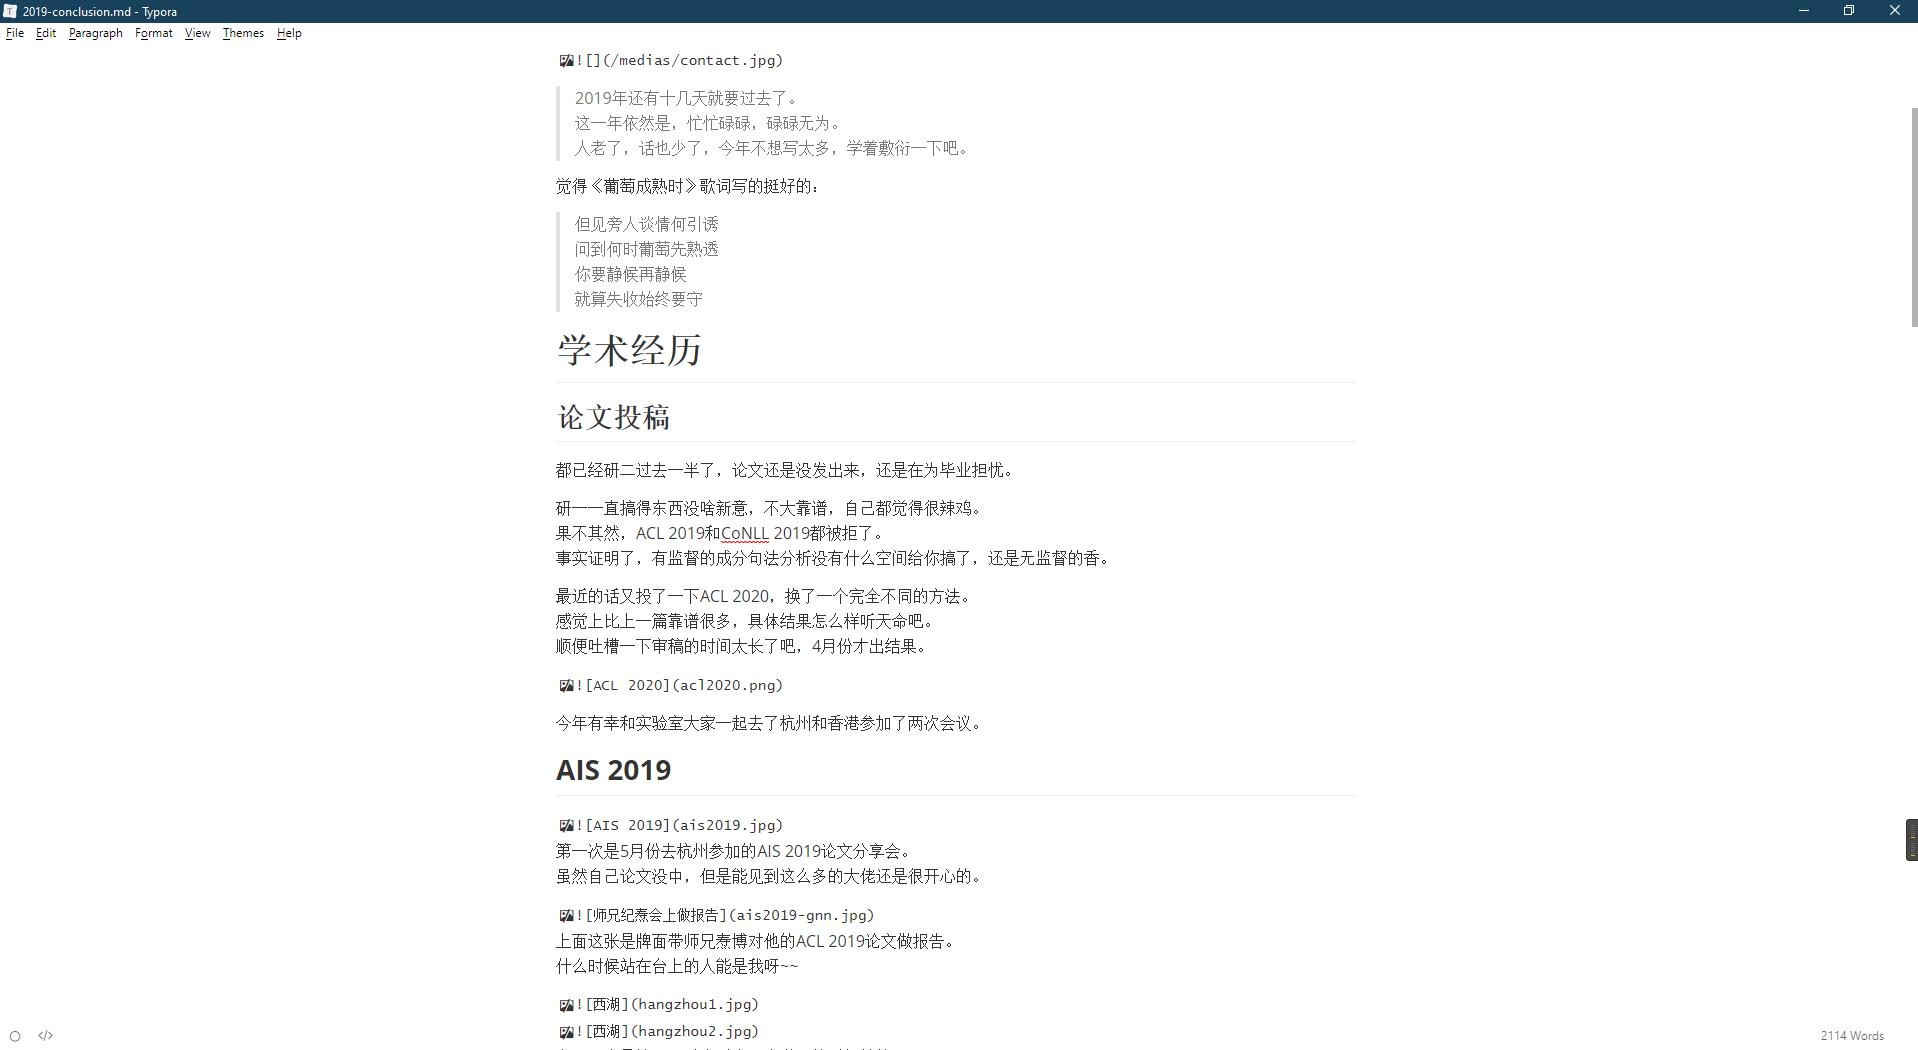 2019-conclusion.md - Typora
File Edit Paragraph Format View Themes Help
![](/medias/contact.jpg)
2019年还有十几天就要过去了。
这一年依然是，忙忙碌碌，碌碌无为。
人老了，话也少了，今年不想写太多，学着敷衍一下吧。
觉得《葡萄成熟时》歌词写的挺好的：
但见旁人谈情何引诱
问到何时葡萄先熟透
你要静候再静候
就算失收始终要守
学术经历
论文投稿
都已经研二过去一半了，论文还是没发出来，还是在为毕业担忧。
研一一直搞得东西没啥新意，不大靠谱，自己都觉得很辣鸡。
果不其然，ACL 2019和CoNLL 2019都被拒了。
事实证明了，有监督的成分句法分析没有什么空间给你搞了，还是无监督的香。
最近的话又投了一下ACL 2020，换了一个完全不同的方法。
感觉上比上一篇靠谱很多，具体结果怎么样听天命吧。
顺便吐槽一下审稿的时间太长了吧，4月份才出结果。
![ACL 2020](acl2020.png)
今年有幸和实验室大家一起去了杭州和香港参加了两次会议。
AIS 2019
![AIS 2019](ais2019.jpg)
第一次是5月份去杭州参加的AIS 2019论文分享会。
虽然自己论文没中，但是能见到这么多的大佬还是很开心的。
![师兄纪焘会上做报告](ais2019-gnn.jpg)
上面这张是牌面带师兄焘博对他的ACL 2019论文做报告。
什么时候站在台上的人能是我呀~~
![西湖](hangzhou1.jpg)
![西湖](hangzhou2.jpg)
2114 Words